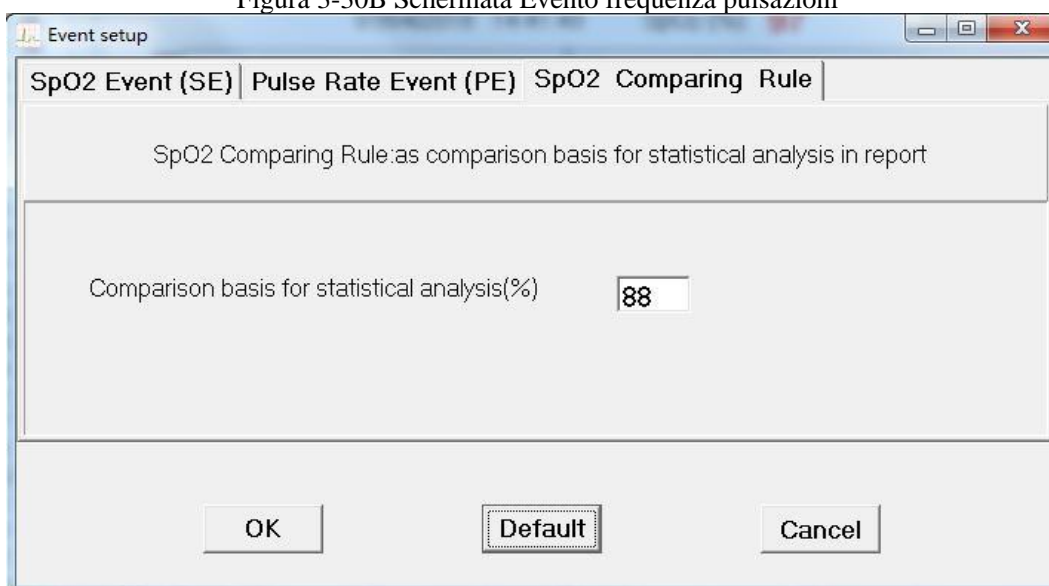 Figura 3-30B Schermata Evento frequenza pulsazioni
Event setup
SpO2 Event (SE) Pulse Rate Event (PE) SpO2 Comparing Rule
SpO2 Comparing Rule:as comparison basis for statistical analysis in report
Comparison basis for statistical analysis(%) 88
OK Default Cancel